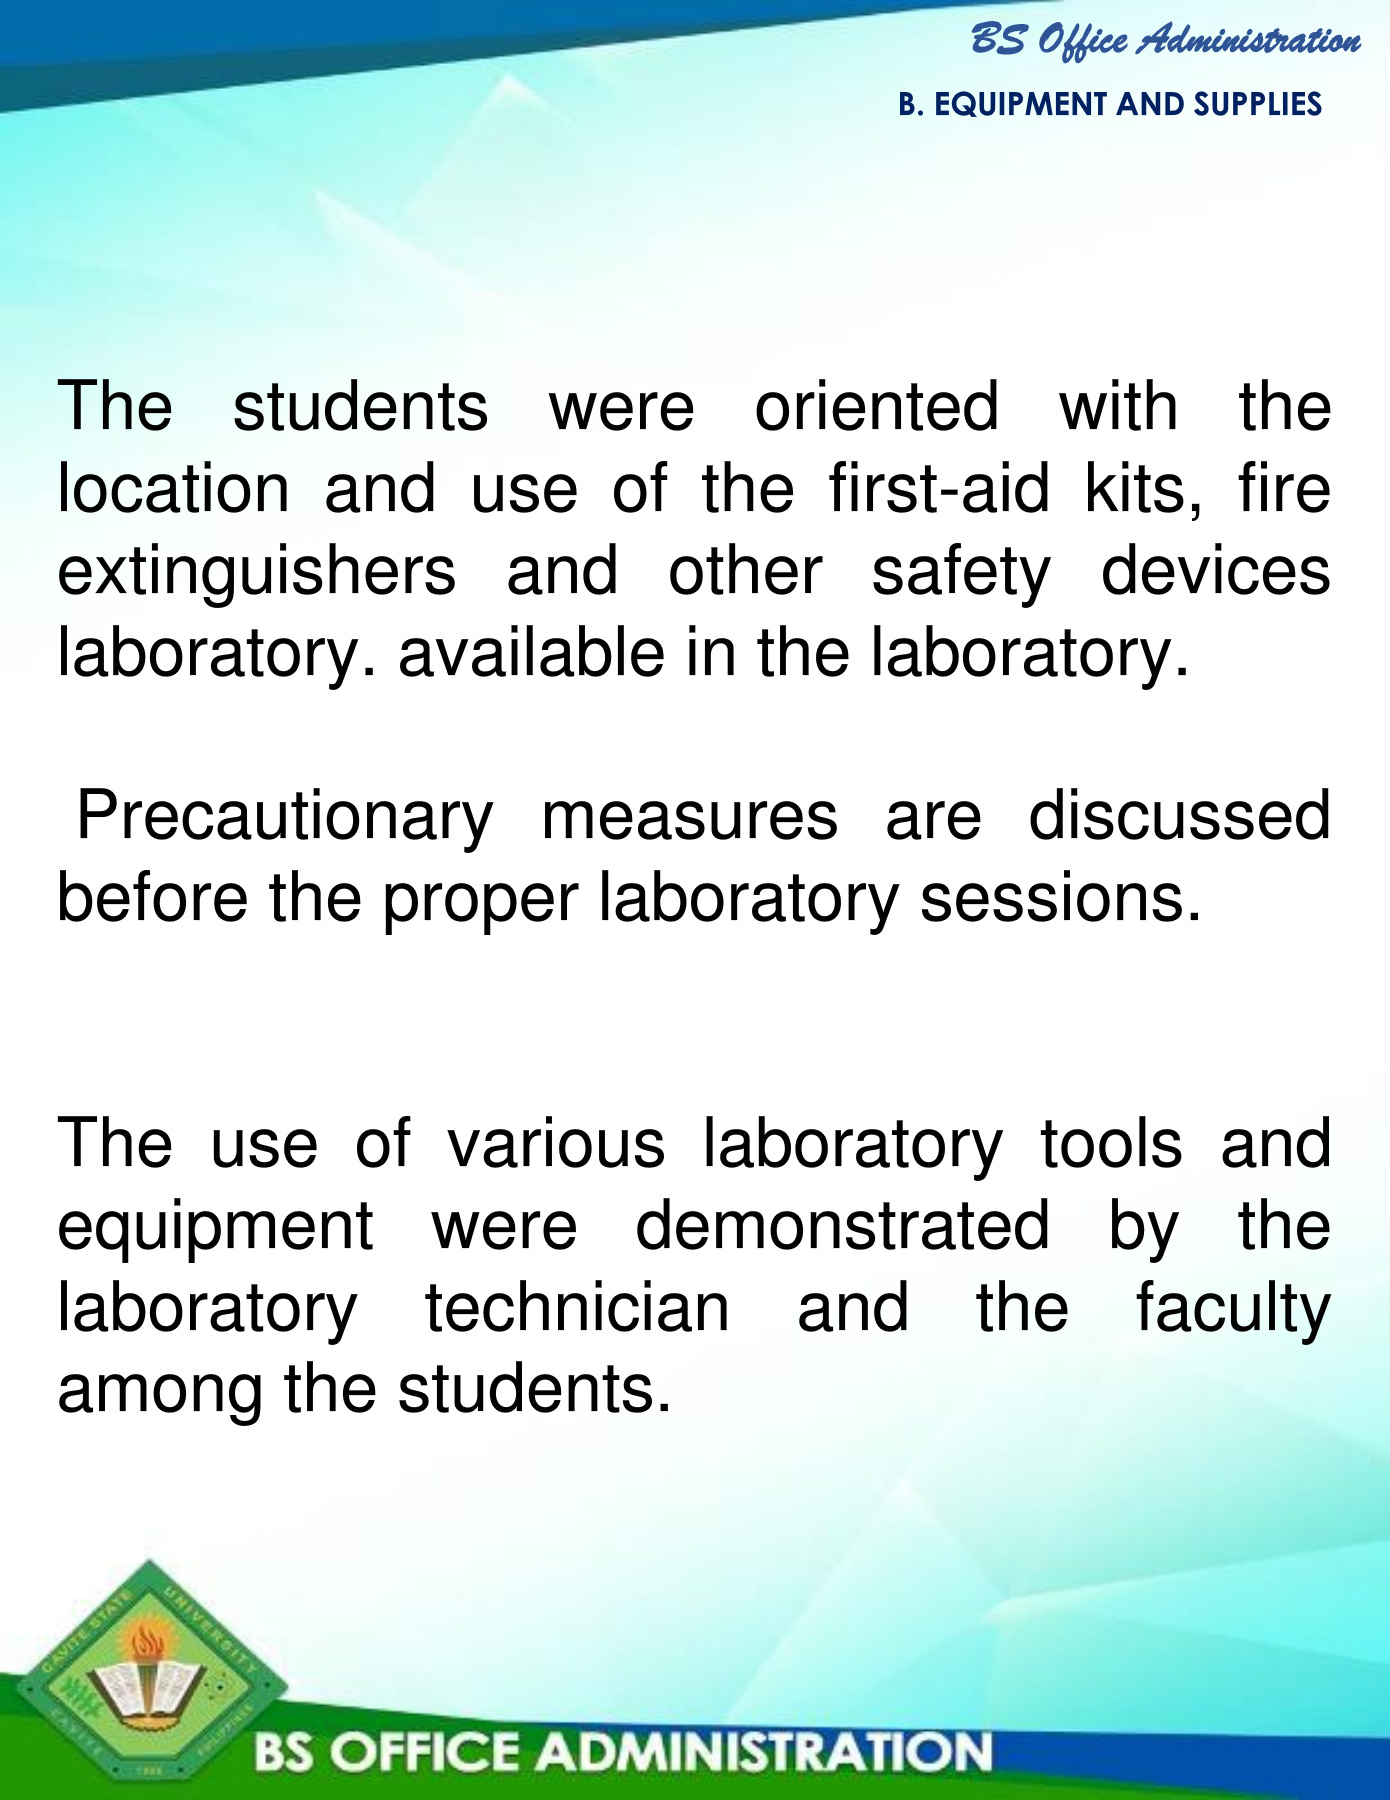 BS Office Administration
B. EQUIPMENT AND SUPPLIES
The students were oriented with the
location and use of the first-aid kits, fire
extinguishers and other safety devices
laboratory. available in the laboratory.
Precautionary measures are discussed
before the proper laboratory sessions.
The use of various laboratory tools and
equipment were demonstrated by the
laboratory technician and the faculty
among the students.
CAVITE STATE UNIVERSITY
CAVITE
PHILIPPINES
BS OFFICE ADMINISTRATION